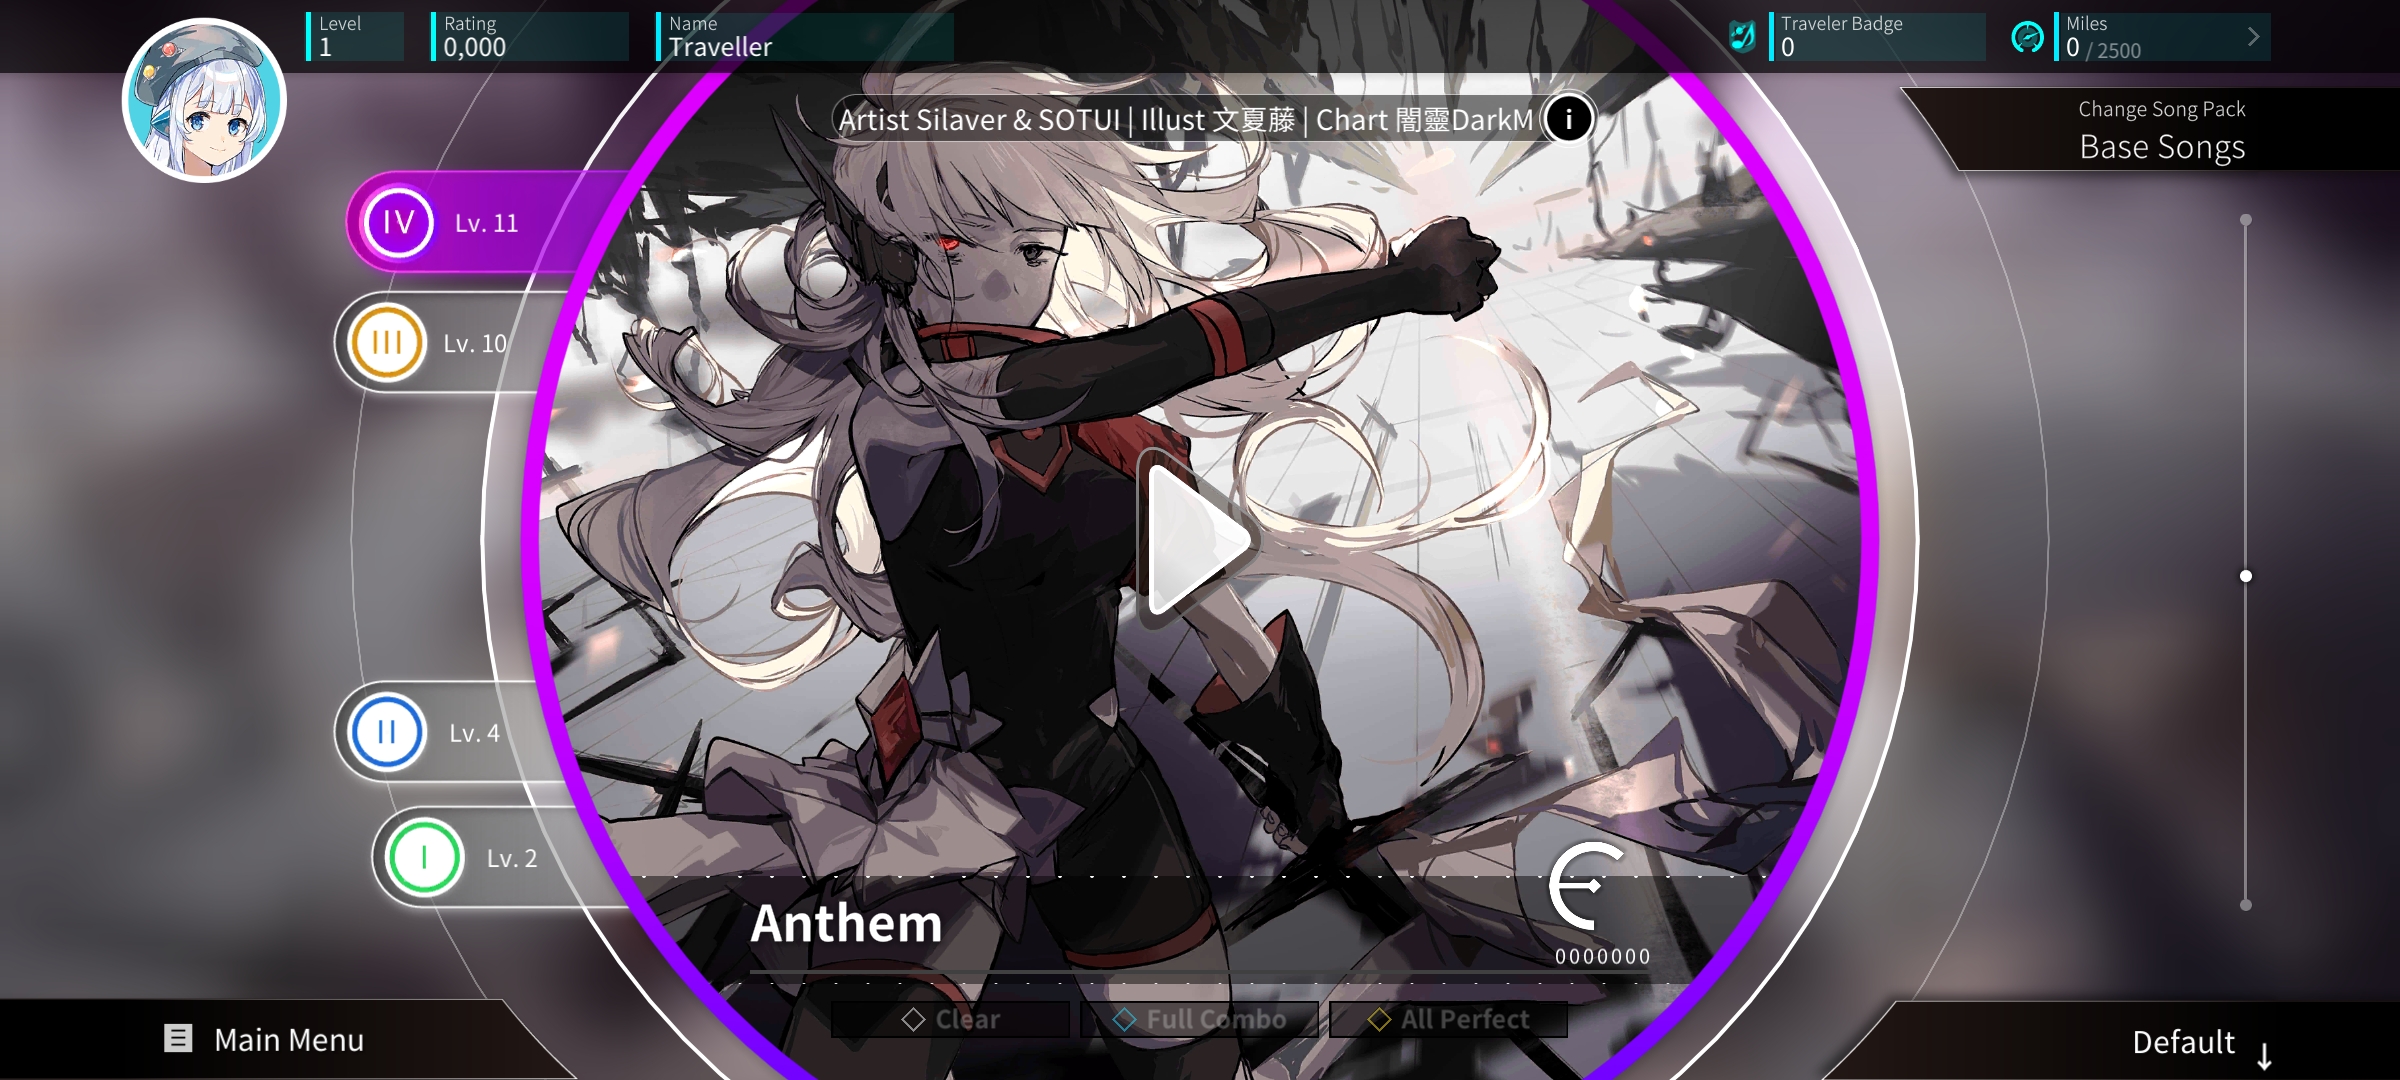 Level
1
Rating
0,000
Name
Traveller
Traveler Badge
0
Miles
0 / 2500
Artist Silaver & SOTUI | Illust 文夏藤 | Chart 闇靈DarkM
i
Change Song Pack
Base Songs
IV Lv. 11
III Lv. 10
II Lv. 4
I Lv. 2
Anthem
0000000
Clear
Full Combo
All Perfect
Main Menu
Default